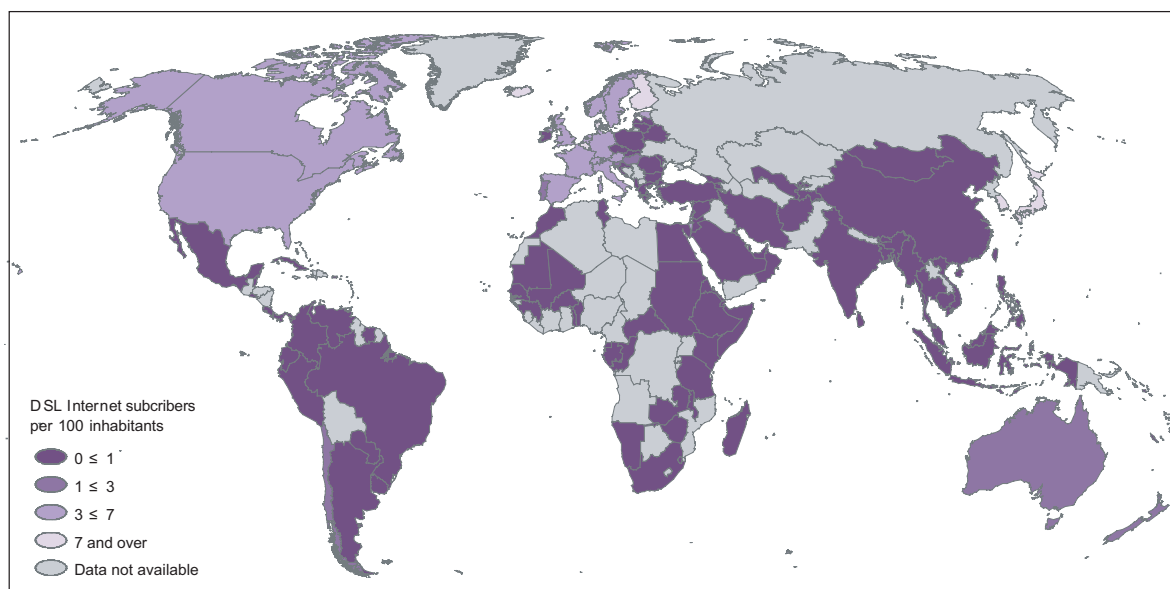 DSL Internet subcribers
per 100 inhabitants
0 ≤ 1
1 ≤ 3
3 ≤ 7
7 and over
Data not available